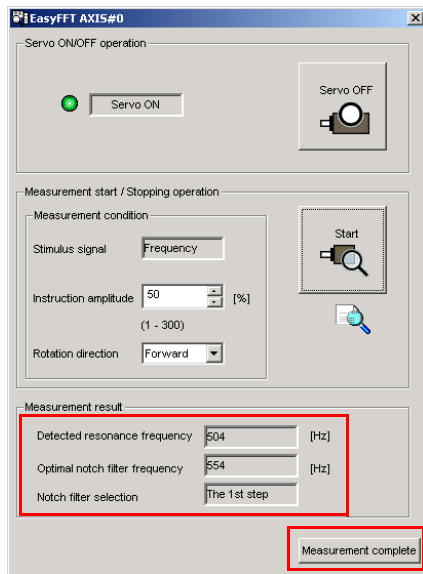 EasyFFT AXIS#0
Servo ON/OFF operation
Servo ON
Servo OFF
Measurement start / Stopping operation
Measurement condition
Stimulus signal Frequency
Start
Instruction amplitude 50 [%]
(1 - 300)
Rotation direction Forward
Measurement result
Detected resonance frequency 504 [Hz]
Optimal notch filter frequency 554 [Hz]
Notch filter selection The 1st step
Measurement complete